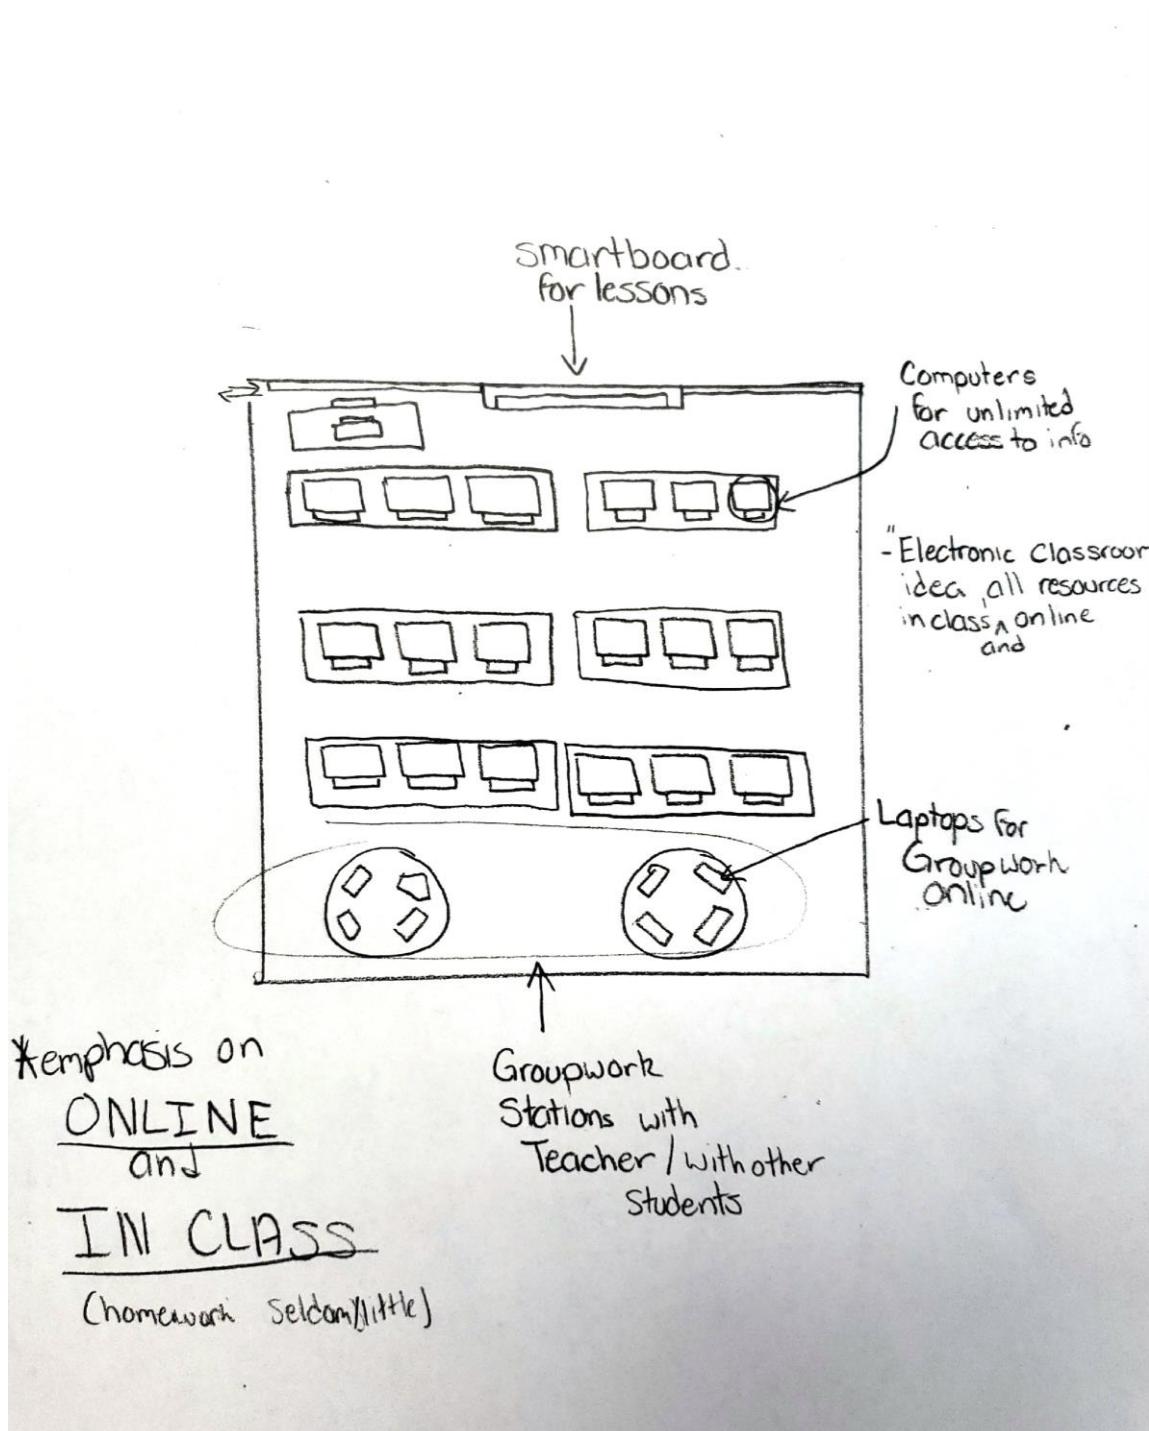 smartboard
for lessons
Computers
for unlimited
access to info
"
- Electronic Classroom
idea, all resources
in class ^ online
and
Laptops for
Groupwork
online
*emphasis on
ONLINE
and
IN CLASS
(homework seldom/little)
Groupwork
Stations with
Teacher / with other
Students